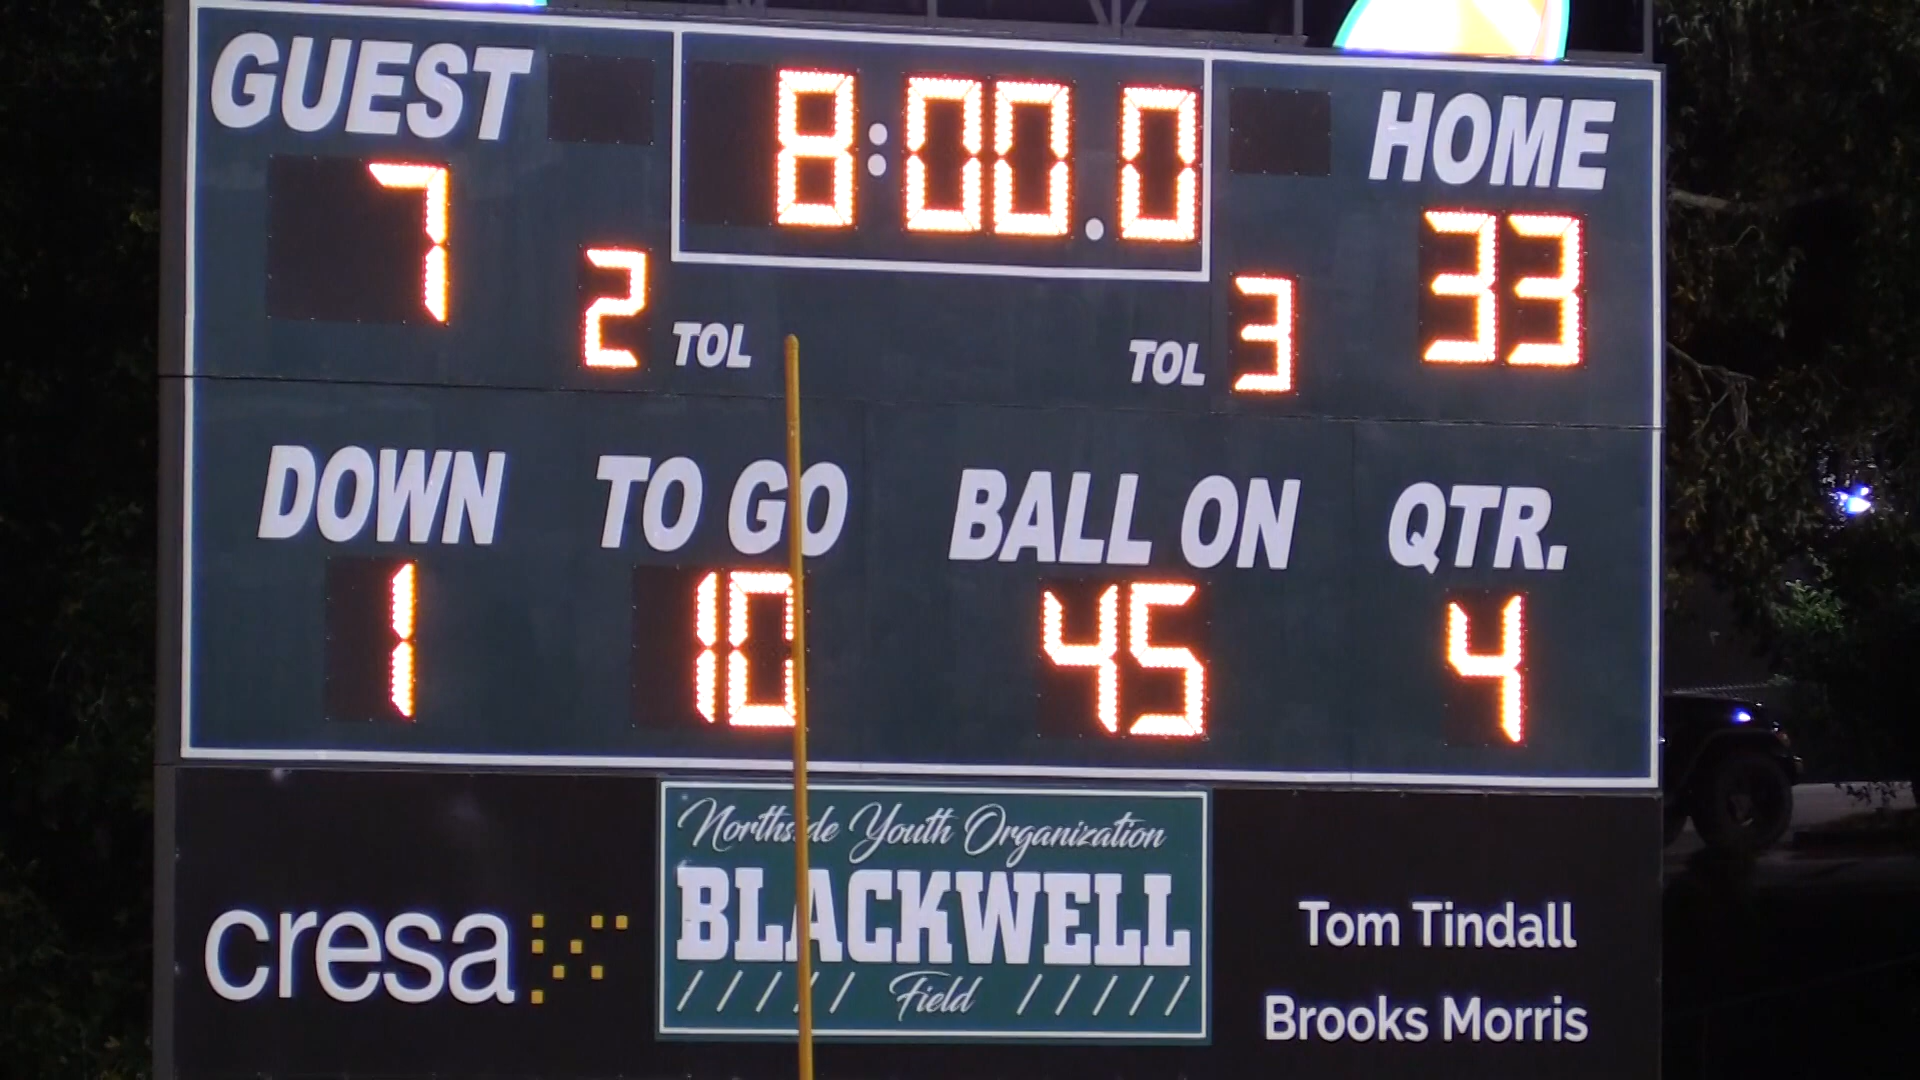 GUEST 8:00.0 HOME
7 33
2 TOL TOL 3
DOWN TO GO BALL ON QTR.
1 10 45 4
Northside Youth Organization
BLACKWELL
Field
cresa
Tom Tindall
Brooks Morris